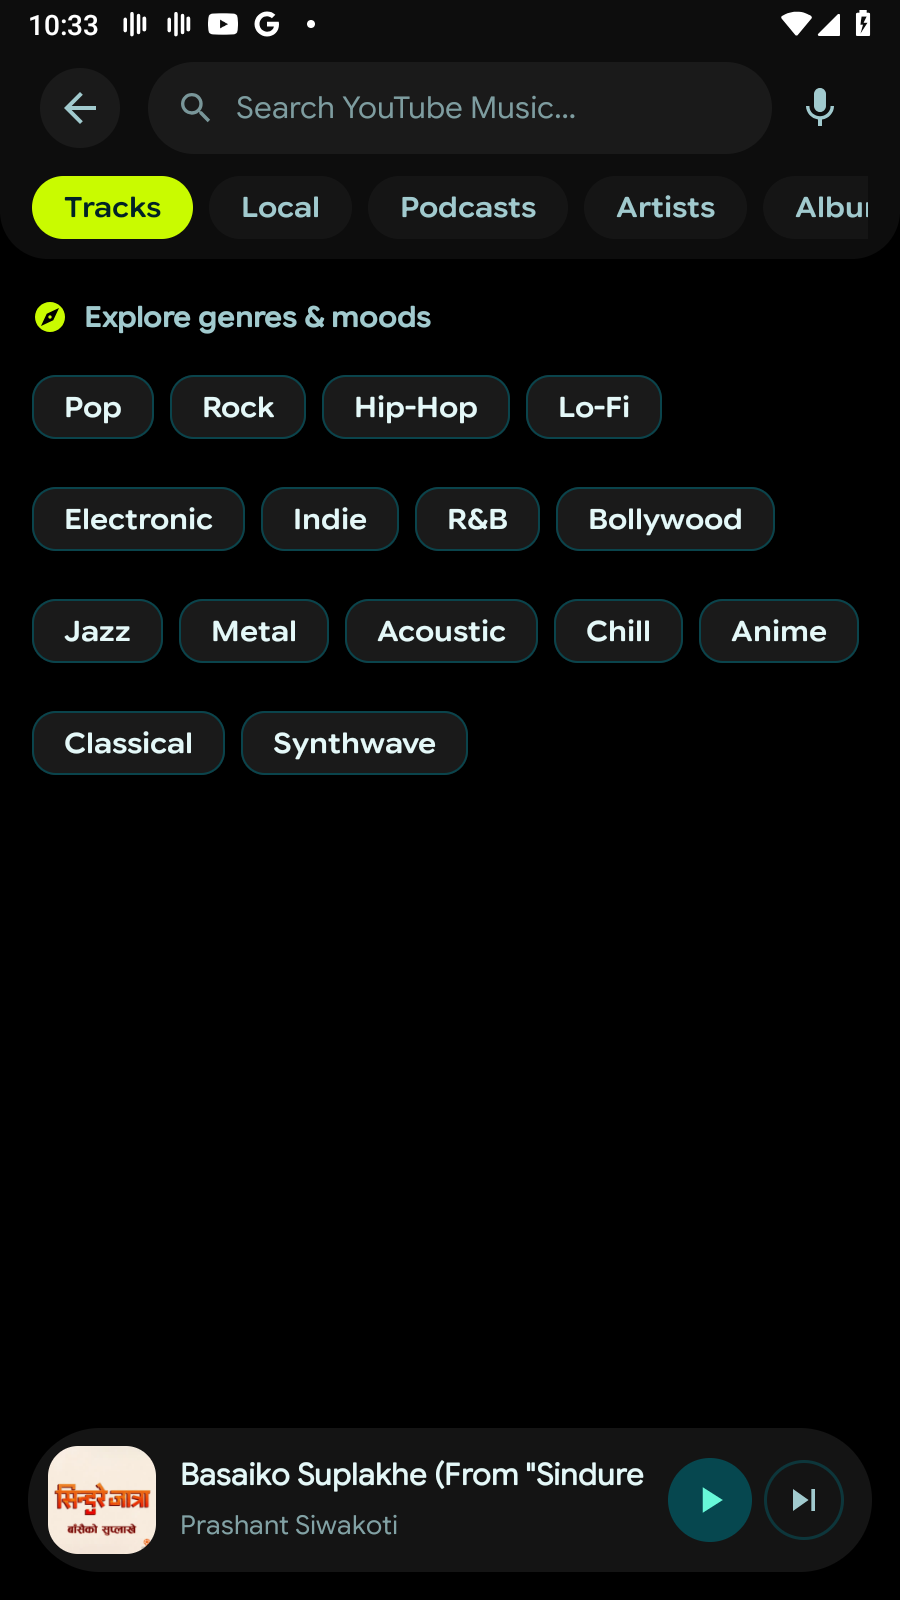 10:33
Search YouTube Music...
Tracks Local Podcasts Artists Albu
Explore genres & moods
Pop Rock Hip-Hop Lo-Fi
Electronic Indie R&B Bollywood
Jazz Metal Acoustic Chill Anime
Classical Synthwave
सिन्दुरे जात्रा
बाँसैको सुप्लाखे
Basaiko Suplakhe (From "Sindure
Prashant Siwakoti